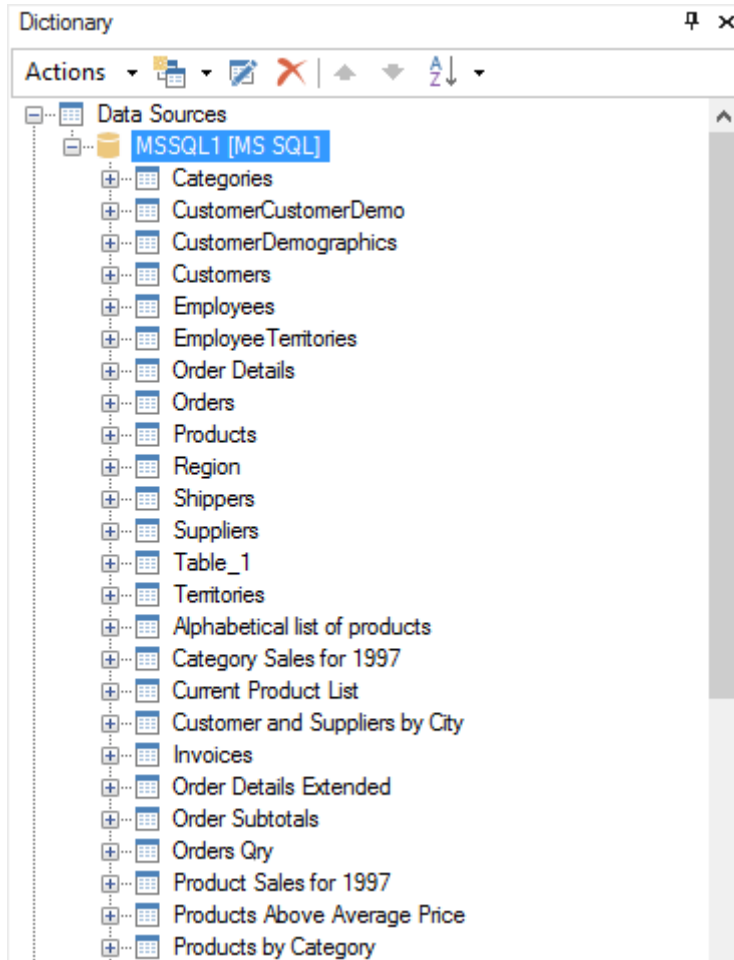 Dictionary
Actions
Data Sources
MSSQL1 [MS SQL]
Categories
CustomerCustomerDemo
CustomerDemographics
Customers
Employees
EmployeeTerritories
Order Details
Orders
Products
Region
Shippers
Suppliers
Table_1
Territories
Alphabetical list of products
Category Sales for 1997
Current Product List
Customer and Suppliers by City
Invoices
Order Details Extended
Order Subtotals
Orders Qry
Product Sales for 1997
Products Above Average Price
Products by Category